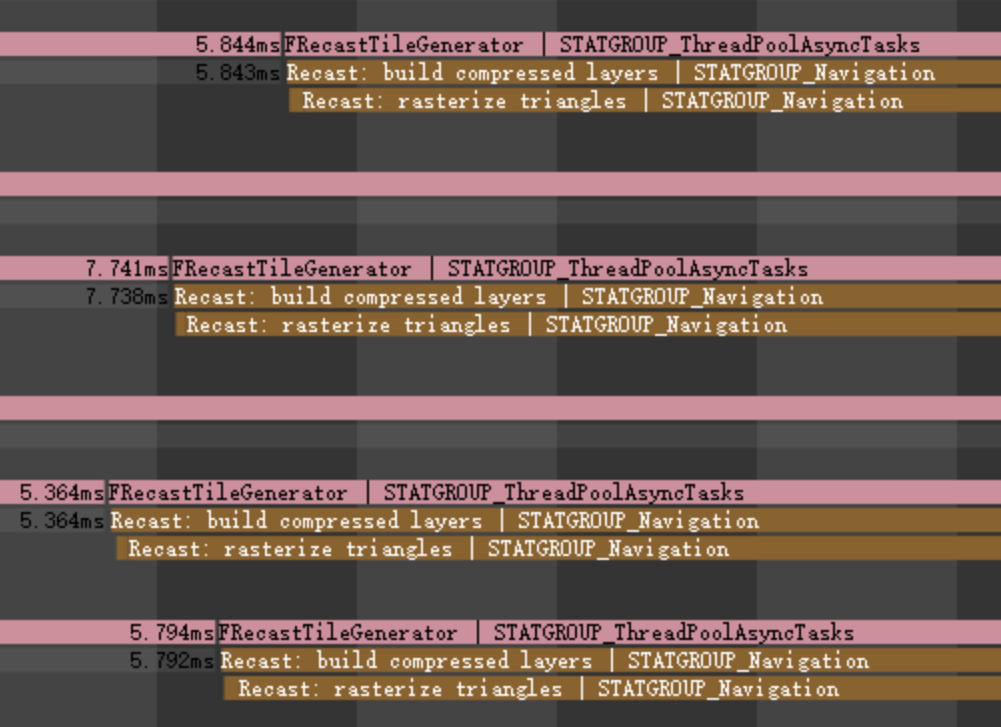 5.844ms FRecastTileGenerator | STATGROUP_ThreadPoolAsyncTasks
5.843ms Recast: build compressed layers | STATGROUP_Navigation
Recast: rasterize triangles | STATGROUP_Navigation
7.741ms FRecastTileGenerator | STATGROUP_ThreadPoolAsyncTasks
7.738ms Recast: build compressed layers | STATGROUP_Navigation
Recast: rasterize triangles | STATGROUP_Navigation
5.364ms FRecastTileGenerator | STATGROUP_ThreadPoolAsyncTasks
5.364ms Recast: build compressed layers | STATGROUP_Navigation
Recast: rasterize triangles | STATGROUP_Navigation
5.794ms FRecastTileGenerator | STATGROUP_ThreadPoolAsyncTasks
5.792ms Recast: build compressed layers | STATGROUP_Navigation
Recast: rasterize triangles | STATGROUP_Navigation